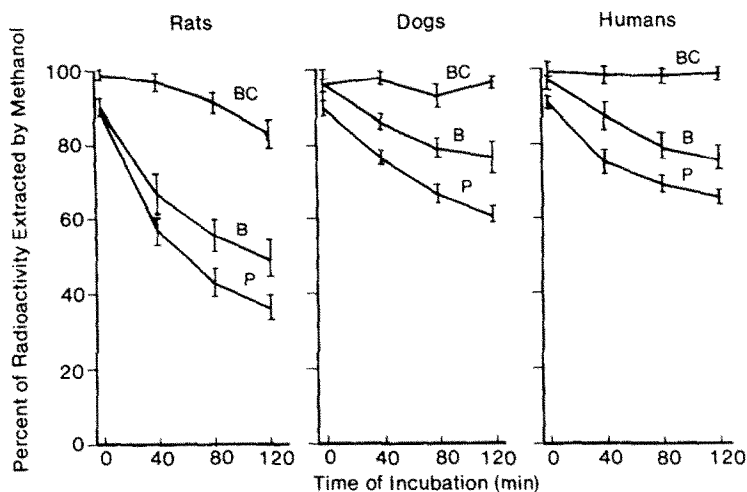 Rats
Dogs
Humans
Percent of Radioactivity Extracted by Methanol
100
80
60
40
20
0
BC
B
P
BC
B
P
BC
B
P
0 40 80 120
0 40 80 120
0 40 80 120
Time of Incubation (min)